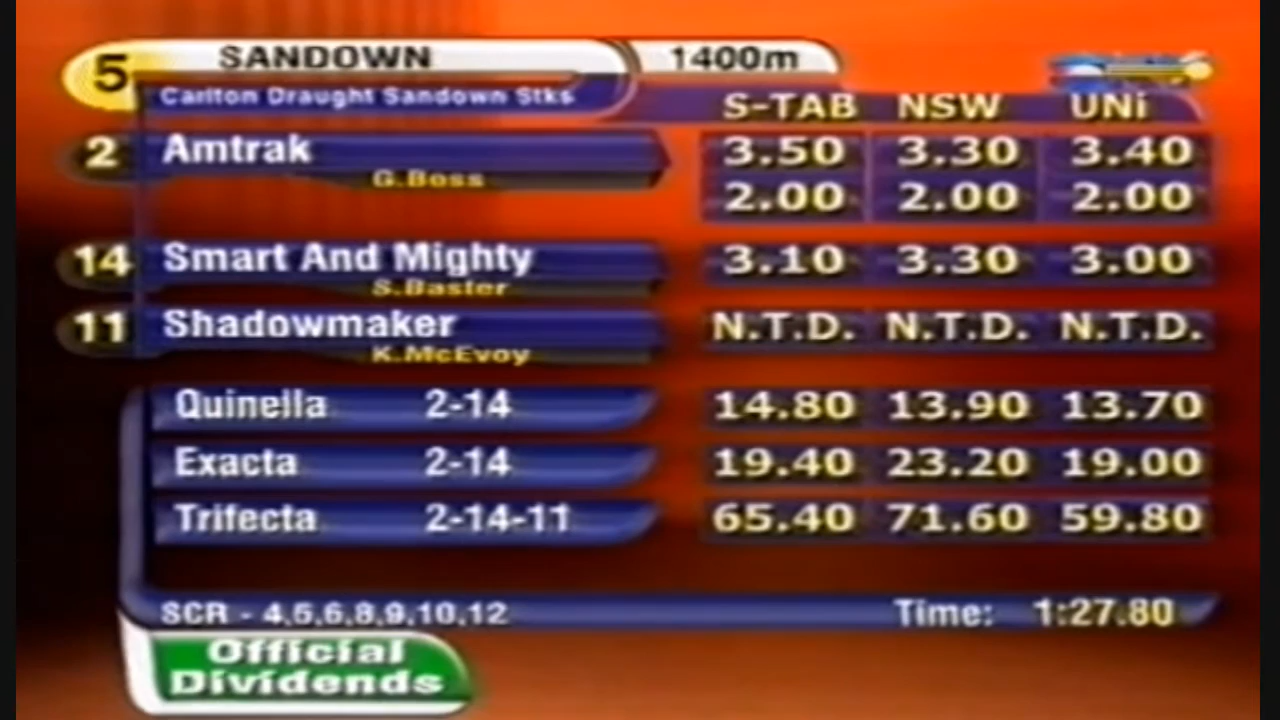 5 SANDOWN 1400m
Carlton Draught Sandown Stks S-TAB NSW UNi
2 Amtrak 3.50 3.30 3.40
G.Boss
2.00 2.00 2.00
14 Smart And Mighty 3.10 3.30 3.00
S.Baster
11 Shadowmaker N.T.D. N.T.D. N.T.D.
K.McEvoy
Quinella 2-14 14.80 13.90 13.70
Exacta 2-14 19.40 23.20 19.00
Trifecta 2-14-11 65.40 71.60 59.80
SCR - 4,5,6,8,9,10,12 Time: 1:27.80
Official
Dividends